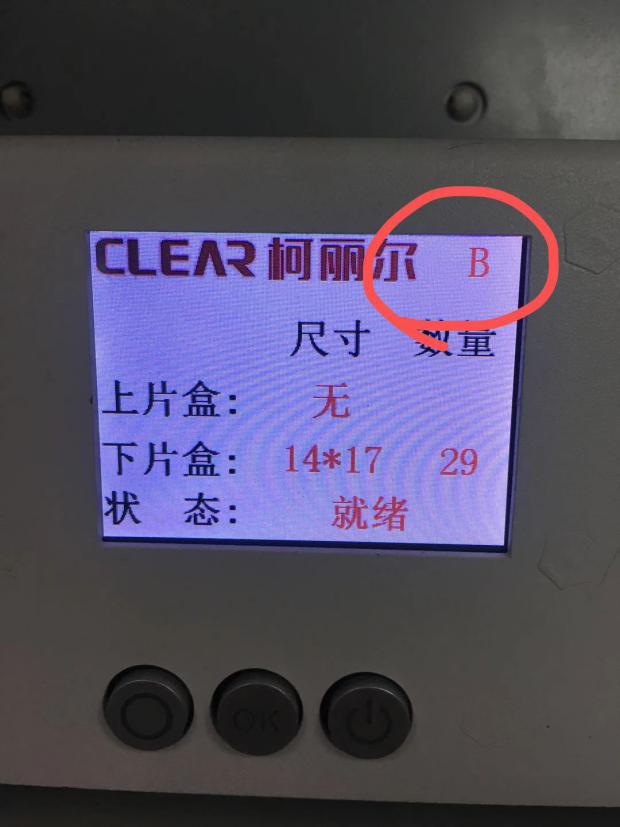 CLEAR 柯丽尔 B
尺寸 数量
上片盒： 无
下片盒： 14*17 29
状 态： 就绪
OK